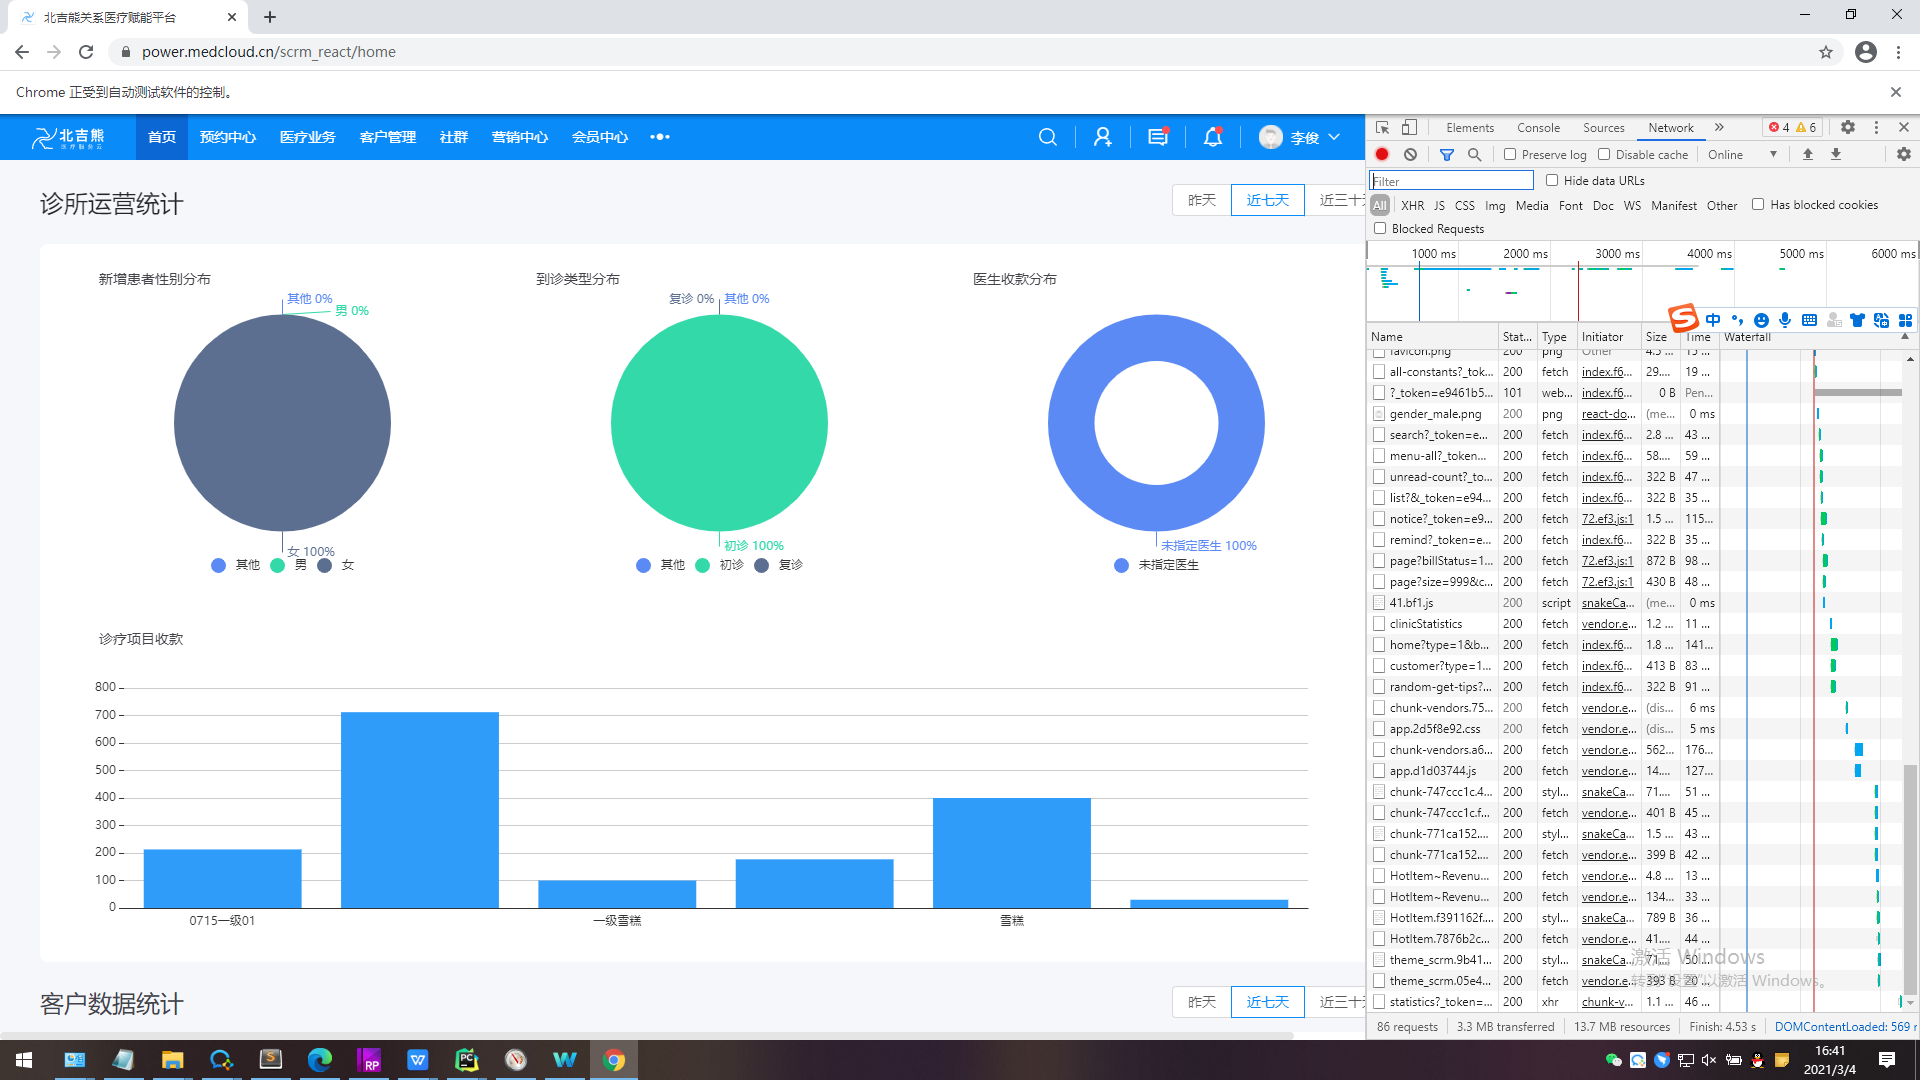 北吉熊关系医疗赋能平台
power.medcloud.cn/scrm_react/home
Chrome 正受到自动测试软件的控制。
北吉熊
医疗服务云
首页 预约中心 医疗业务 客户管理 社群 营销中心 会员中心 •••
李俊
诊所运营统计
昨天 近七天 近三十天
新增患者性别分布
其他 0%
男 0%
女 100%
其他 男 女
到诊类型分布
复诊 0% 其他 0%
初诊 100%
其他 初诊 复诊
医生收款分布
未指定医生 100%
未指定医生
诊疗项目收款
800
700
600
500
400
300
200
100
0
0715一级01 一级雪糕 雪糕
客户数据统计
昨天 近七天 近三十天
Elements Console Sources Network » 4 6
Preserve log Disable cache Online
Filter Hide data URLs
All XHR JS CSS Img Media Font Doc WS Manifest Other Has blocked cookies
Blocked Requests
1000 ms 2000 ms 3000 ms 4000 ms 5000 ms 6000 ms
中
Name Stat... Type Initiator Size Time Waterfall
favicon.png 200 png Other 4.5 ... 15 ...
all-constants?_tok... 200 fetch index.f6... 29.... 19 ...
?_token=e9461b5... 101 web... index.f6... 0 B Pen...
gender_male.png 200 png react-do... (me... 0 ms
search?_token=e... 200 fetch index.f6... 2.8 ... 43 ...
menu-all?_token... 200 fetch index.f6... 58.... 59 ...
unread-count?_to... 200 fetch index.f6... 322 B 47 ...
list?&_token=e94... 200 fetch index.f6... 322 B 35 ...
notice?_token=e9... 200 fetch 72.ef3.js:1 1.5 ... 115...
remind?_token=e... 200 fetch index.f6... 322 B 35 ...
page?billStatus=1... 200 fetch 72.ef3.js:1 872 B 98 ...
page?size=999&c... 200 fetch 72.ef3.js:1 430 B 48 ...
41.bf1.js 200 script snakeCa... (me... 0 ms
clinicStatistics 200 fetch vendor.e... 1.2 ... 11 ...
home?type=1&b... 200 fetch index.f6... 1.8 ... 141...
customer?type=1... 200 fetch index.f6... 413 B 83 ...
random-get-tips?... 200 fetch index.f6... 322 B 91 ...
chunk-vendors.75... 200 fetch vendor.e... (dis... 6 ms
app.2d5f8e92.css 200 fetch vendor.e... (dis... 5 ms
chunk-vendors.a6... 200 fetch vendor.e... 562... 176...
app.d1d03744.js 200 fetch vendor.e... 14.... 127...
chunk-747ccc1c.4... 200 styl... snakeCa... 71.... 51 ...
chunk-747ccc1c.f... 200 fetch vendor.e... 401 B 45 ...
chunk-771ca152.... 200 styl... snakeCa... 1.5 ... 43 ...
chunk-771ca152.... 200 fetch vendor.e... 399 B 42 ...
HotItem~Revenu... 200 fetch vendor.e... 4.8 ... 13 ...
HotItem~Revenu... 200 fetch vendor.e... 134... 33 ...
HotItem.f391162f.... 200 styl... snakeCa... 789 B 36 ...
HotItem.7876b2c... 200 fetch vendor.e... 41.... 44 ...
theme_scrm.9b41... 200 styl... snakeCa... 71.... 50 ...
theme_scrm.05e4... 200 fetch vendor.e... 393 B 20 ...
statistics?_token=... 200 xhr chunk-v... 1.1 ... 46 ...
激活 Windows
转到"设置"以激活 Windows。
86 requests 3.3 MB transferred 13.7 MB resources Finish: 4.53 s DOMContentLoaded: 569
16:41
2021/3/4